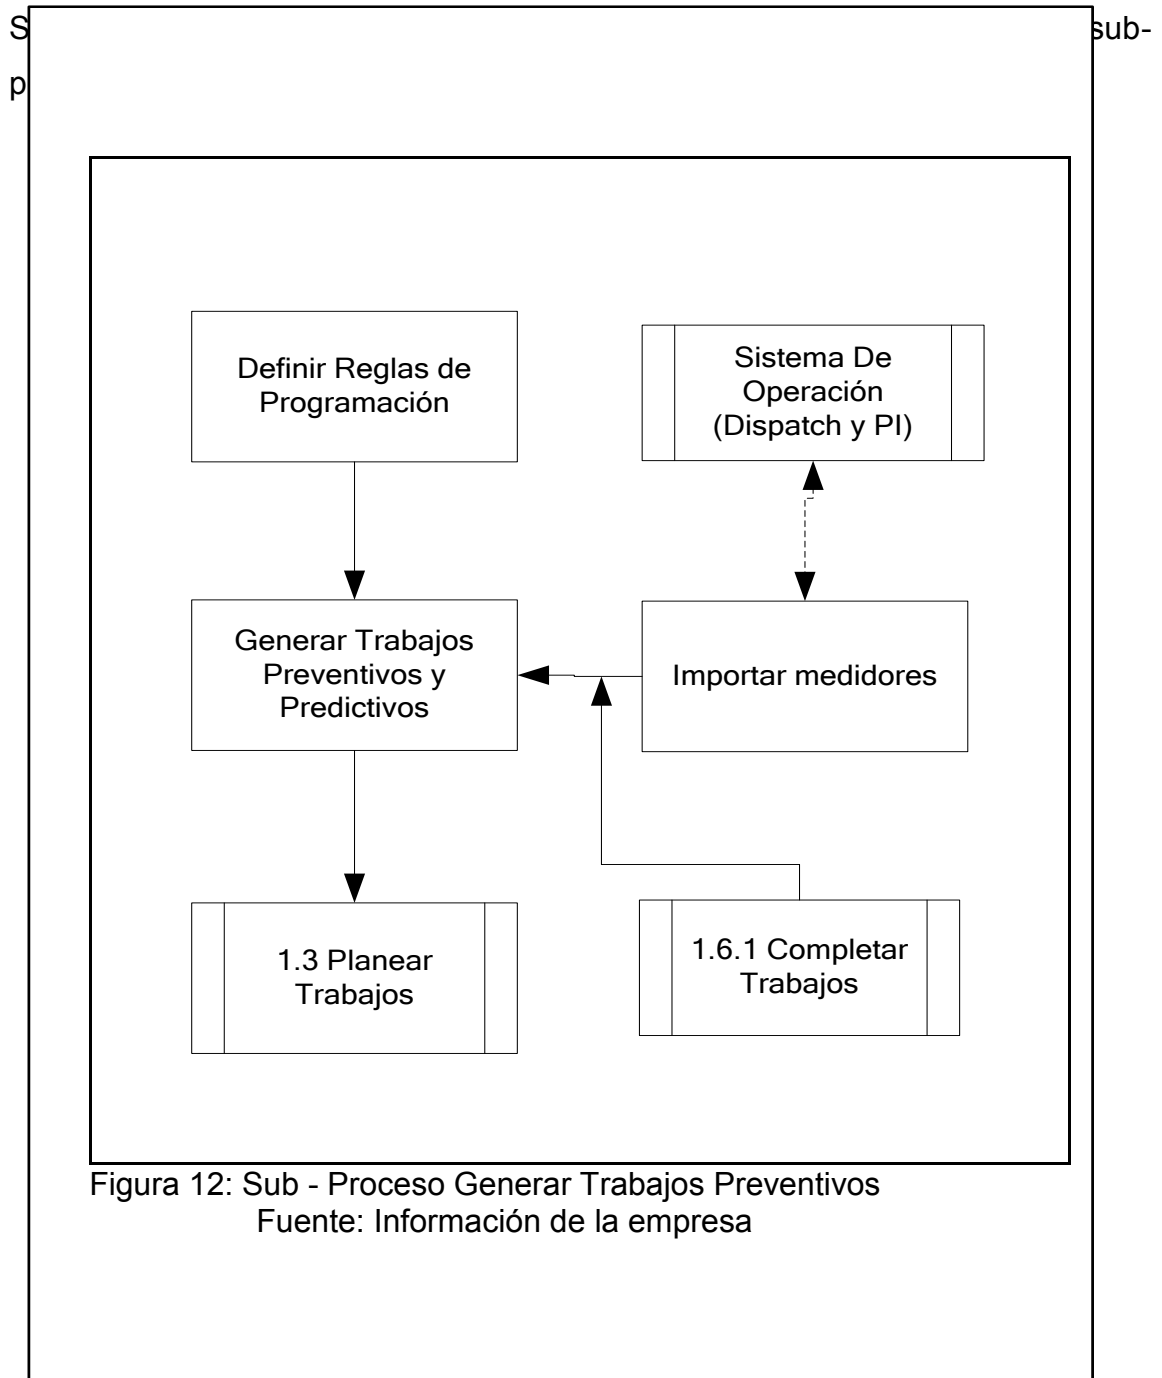 S
sub-
p
Definir Reglas de
Programación
Sistema De
Operación
(Dispatch y PI)
Generar Trabajos
Preventivos y
Predictivos
Importar medidores
1.3 Planear
Trabajos
1.6.1 Completar
Trabajos
Figura 12: Sub - Proceso Generar Trabajos Preventivos
Fuente: Información de la empresa